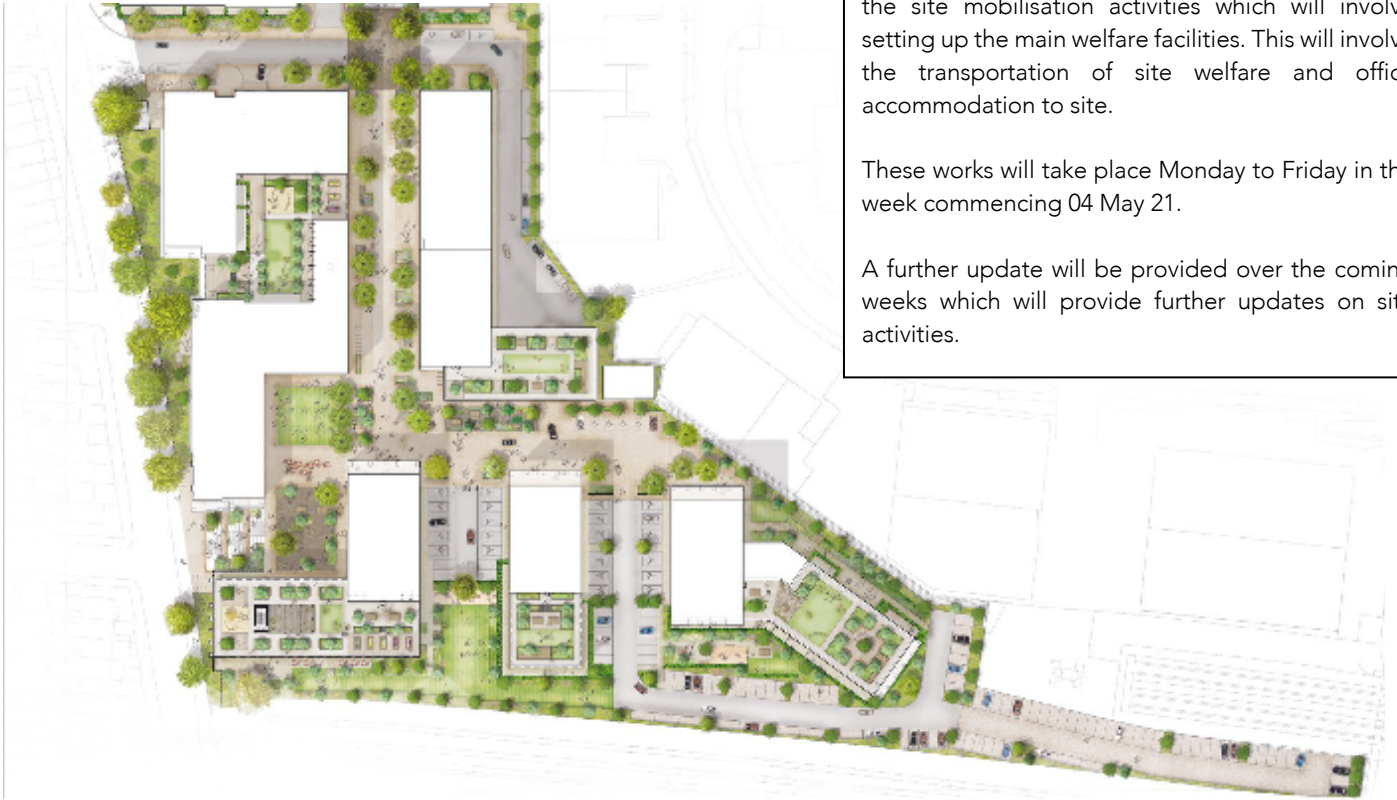 the site mobilisation activities which will involv
setting up the main welfare facilities. This will involv
the transportation of site welfare and offic
accommodation to site.
These works will take place Monday to Friday in th
week commencing 04 May 21.
A further update will be provided over the comin
weeks which will provide further updates on sit
activities.